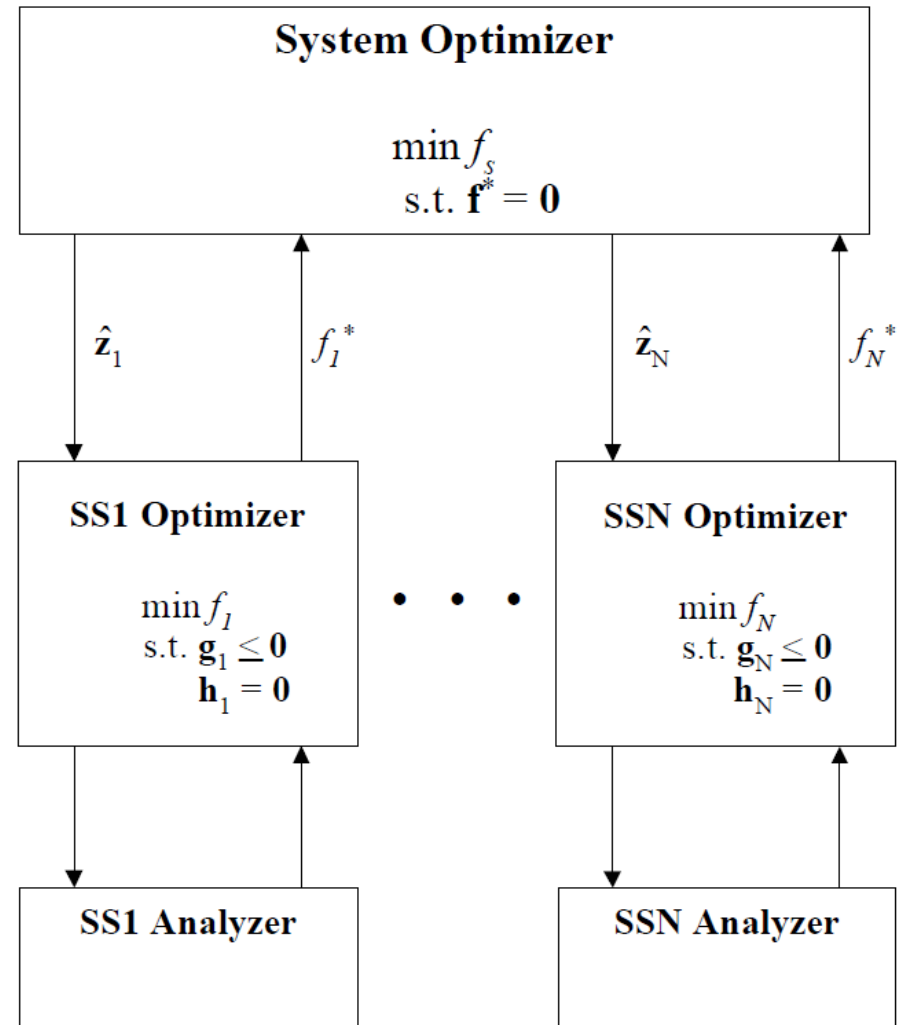 System Optimizer
min f_s
s.t. f* = 0
ẑ_1
f_1*
ẑ_N
f_N*
SS1 Optimizer
min f_1
s.t. g_1 ≤ 0
h_1 = 0
• • •
SSN Optimizer
min f_N
s.t. g_N ≤ 0
h_N = 0
SS1 Analyzer
SSN Analyzer